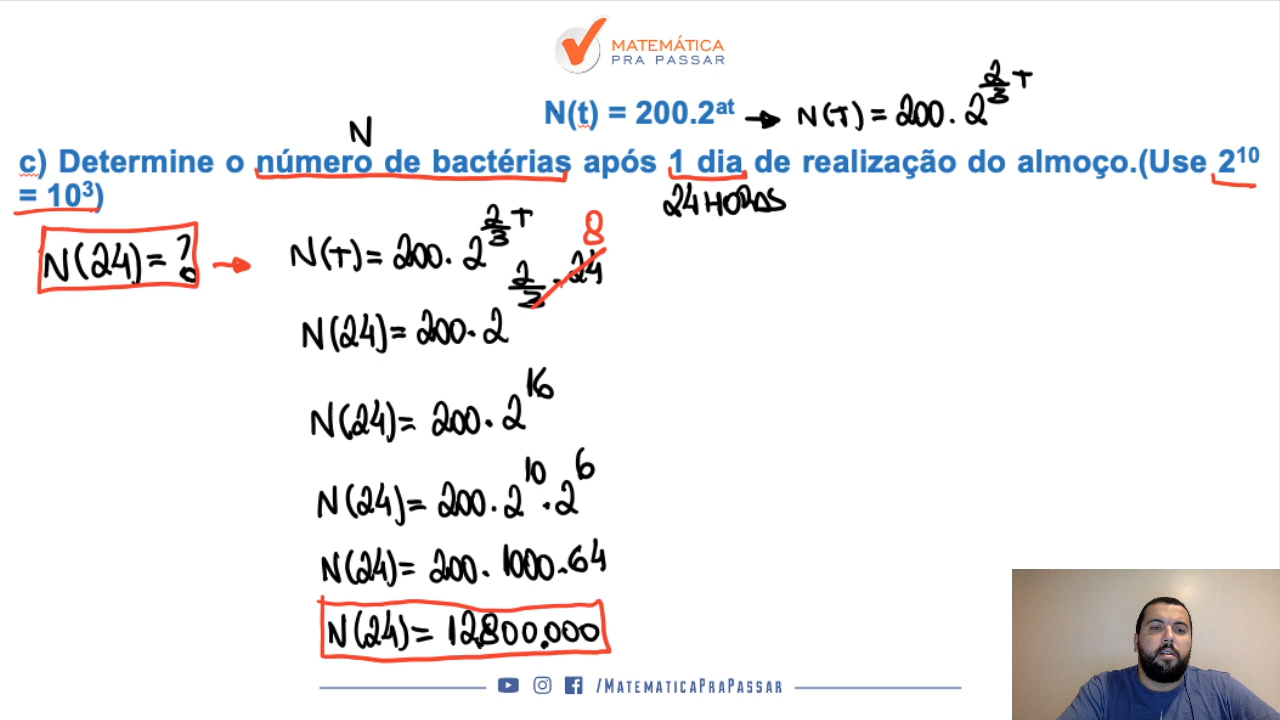 MATEMÁTICA
PRA PASSAR
N(t) = 200.2^at → N(T) = 200 · 2^(2/3 T)
N
c) Determine o número de bactérias após 1 dia de realização do almoço.(Use 2^10
= 10^3)
24 HORAS
N(24) = ? → N(T) = 200 · 2^(2/3 T)
8
N(24) = 200 · 2^(2/3 · 24)
N(24) = 200 · 2^16
N(24) = 200 · 2^10 · 2^6
N(24) = 200 · 1000 · 64
N(24) = 12.800.000
/MATEMATICAPRAPASSAR